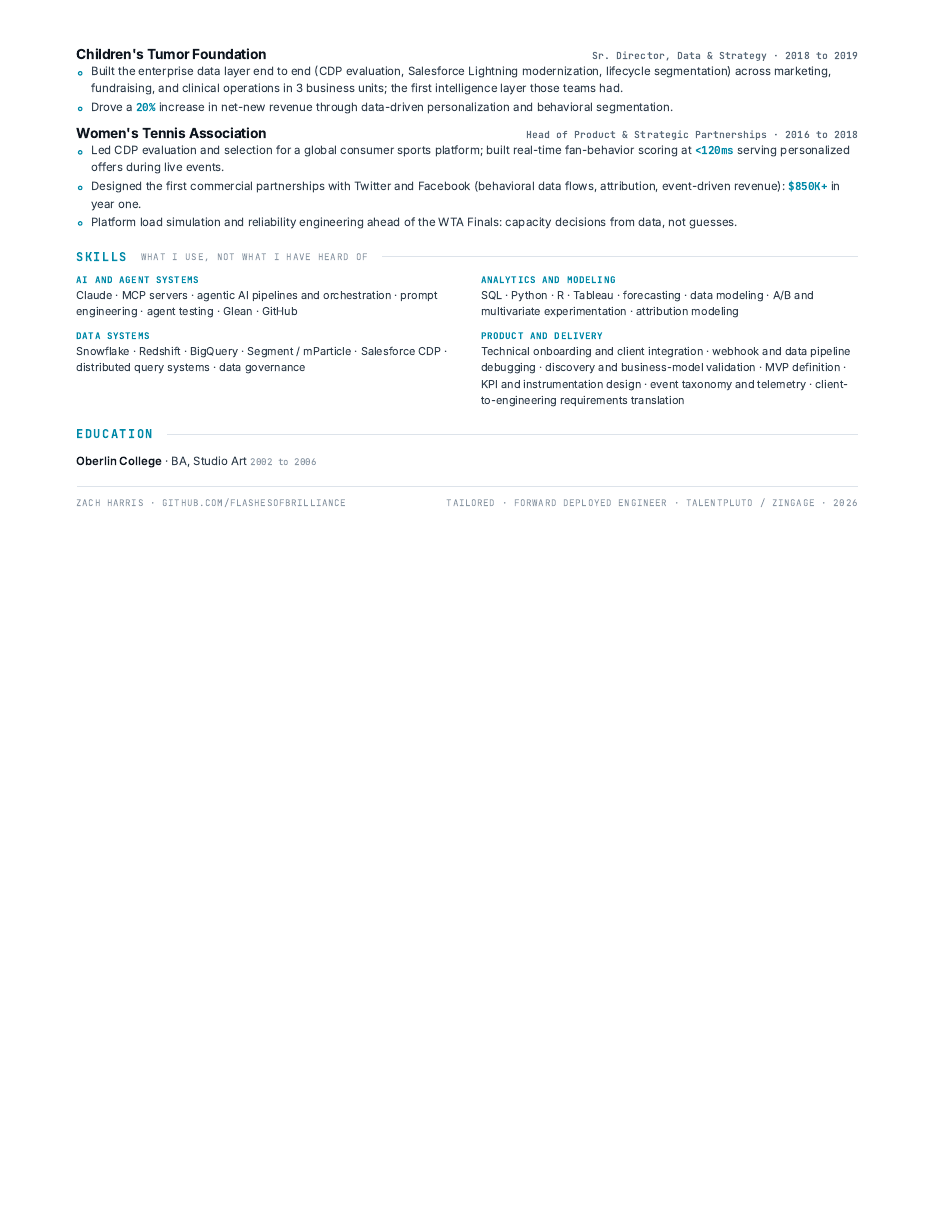 Children's Tumor Foundation Sr. Director, Data & Strategy · 2018 to 2019
Built the enterprise data layer end to end (CDP evaluation, Salesforce Lightning modernization, lifecycle segmentation) across marketing,
fundraising, and clinical operations in 3 business units; the first intelligence layer those teams had.
Drove a 20% increase in net-new revenue through data-driven personalization and behavioral segmentation.
Women's Tennis Association Head of Product & Strategic Partnerships · 2016 to 2018
Led CDP evaluation and selection for a global consumer sports platform; built real-time fan-behavior scoring at <120ms serving personalized
offers during live events.
Designed the first commercial partnerships with Twitter and Facebook (behavioral data flows, attribution, event-driven revenue): $850K+ in
year one.
Platform load simulation and reliability engineering ahead of the WTA Finals: capacity decisions from data, not guesses.
SKILLS WHAT I USE, NOT WHAT I HAVE HEARD OF
AI AND AGENT SYSTEMS
Claude · MCP servers · agentic AI pipelines and orchestration · prompt
engineering · agent testing · Glean · GitHub
ANALYTICS AND MODELING
SQL · Python · R · Tableau · forecasting · data modeling · A/B and
multivariate experimentation · attribution modeling
DATA SYSTEMS
Snowflake · Redshift · BigQuery · Segment / mParticle · Salesforce CDP ·
distributed query systems · data governance
PRODUCT AND DELIVERY
Technical onboarding and client integration · webhook and data pipeline
debugging · discovery and business-model validation · MVP definition ·
KPI and instrumentation design · event taxonomy and telemetry · client-
to-engineering requirements translation
EDUCATION
Oberlin College · BA, Studio Art 2002 to 2006
ZACH HARRIS · GITHUB.COM/FLASHESOFBRILLIANCE TAILORED · FORWARD DEPLOYED ENGINEER · TALENTPLUTO / ZINGAGE · 2026